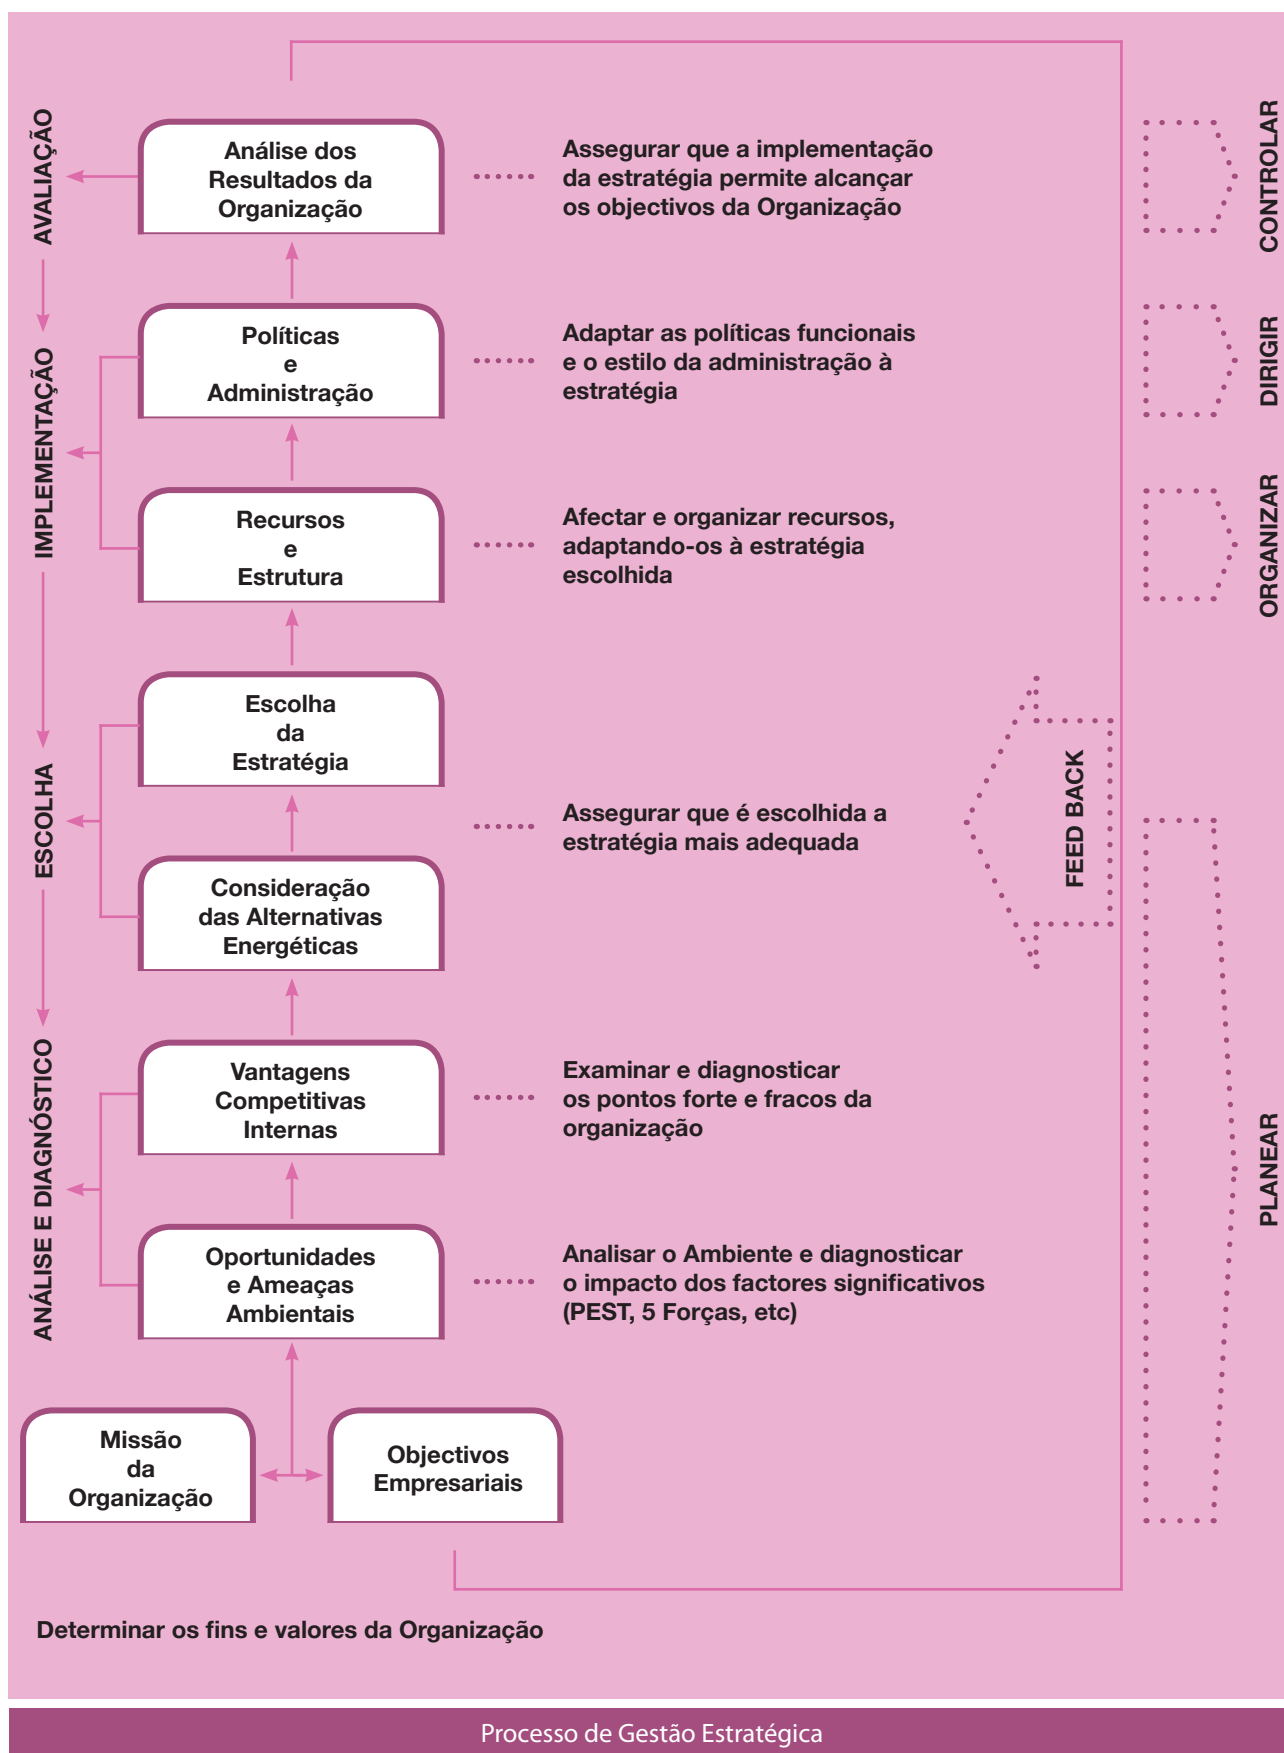 AVALIAÇÃO
Análise dos
Resultados da
Organização
Assegurar que a implementação
da estratégia permite alcançar
os objectivos da Organização
CONTROLAR
IMPLEMENTAÇÃO
Políticas
e
Administração
Adaptar as políticas funcionais
e o estilo da administração à
estratégia
DIRIGIR
Recursos
e
Estrutura
Afectar e organizar recursos,
adaptando-os à estratégia
escolhida
ORGANIZAR
ESCOLHA
Escolha
da
Estratégia
Assegurar que é escolhida a
estratégia mais adequada
FEED BACK
Consideração
das Alternativas
Energéticas
ANÁLISE E DIAGNÓSTICO
Vantagens
Competitivas
Internas
Examinar e diagnosticar
os pontos forte e fracos da
organização
PLANEAR
Oportunidades
e Ameaças
Ambientais
Analisar o Ambiente e diagnosticar
o impacto dos factores significativos
(PEST, 5 Forças, etc)
Missão
da
Organização
Objectivos
Empresariais
Determinar os fins e valores da Organização
Processo de Gestão Estratégica